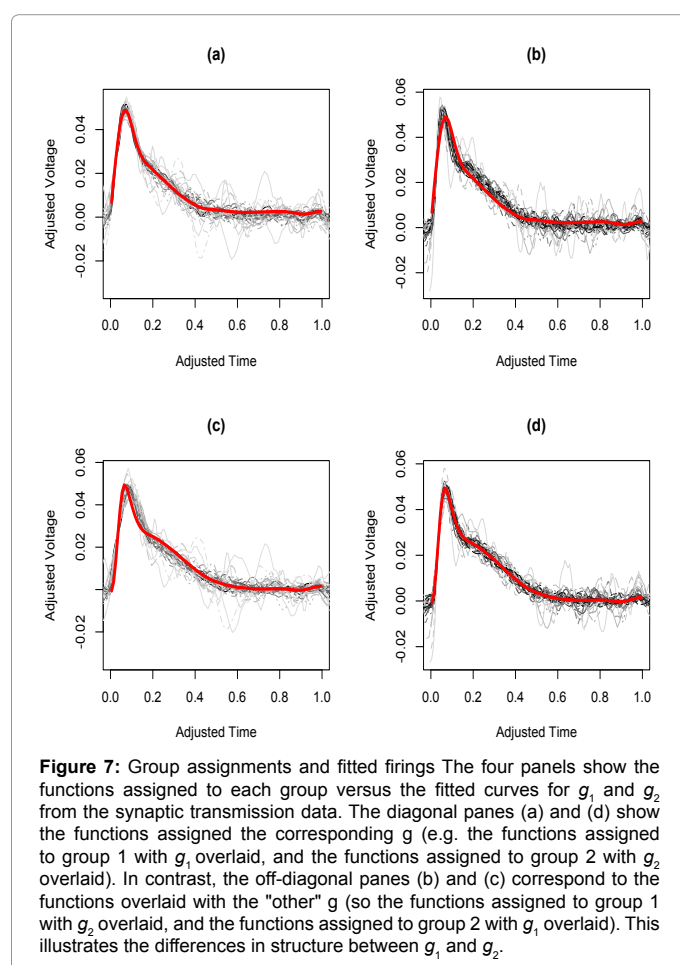 (a)
(b)
Adjusted Voltage
-0.02
0.00
0.02
0.04
0.0
0.2
0.4
0.6
0.8
1.0
Adjusted Time
Adjusted Voltage
-0.02
0.00
0.02
0.04
0.06
0.0
0.2
0.4
0.6
0.8
1.0
Adjusted Time
(c)
(d)
Adjusted Voltage
-0.02
0.02
0.04
0.06
0.0
0.2
0.4
0.6
0.8
1.0
Adjusted Time
Adjusted Voltage
-0.02
0.00
0.02
0.04
0.06
0.0
0.2
0.4
0.6
0.8
1.0
Adjusted Time
Figure 7: Group assignments and fitted firings The four panels show the
functions assigned to each group versus the fitted curves for g1 and g2
from the synaptic transmission data. The diagonal panes (a) and (d) show
the functions assigned the corresponding g (e.g. the functions assigned
to group 1 with g1 overlaid, and the functions assigned to group 2 with g2
overlaid). In contrast, the off-diagonal panes (b) and (c) correspond to the
functions overlaid with the "other" g (so the functions assigned to group 1
with g2 overlaid, and the functions assigned to group 2 with g1 overlaid). This
illustrates the differences in structure between g1 and g2.